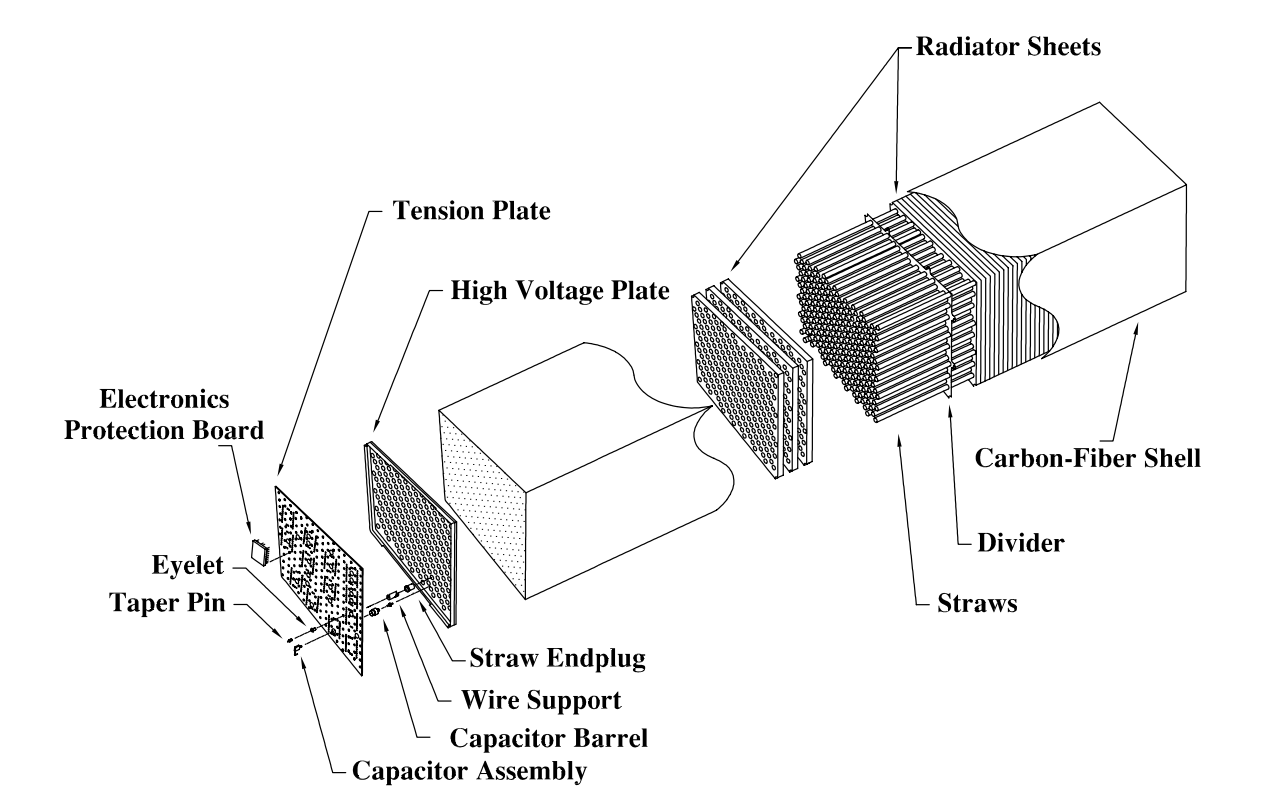 Radiator Sheets
Tension Plate
High Voltage Plate
Electronics
Protection Board
Carbon-Fiber Shell
Divider
Eyelet
Taper Pin
Straws
Straw Endplug
Wire Support
Capacitor Barrel
Capacitor Assembly